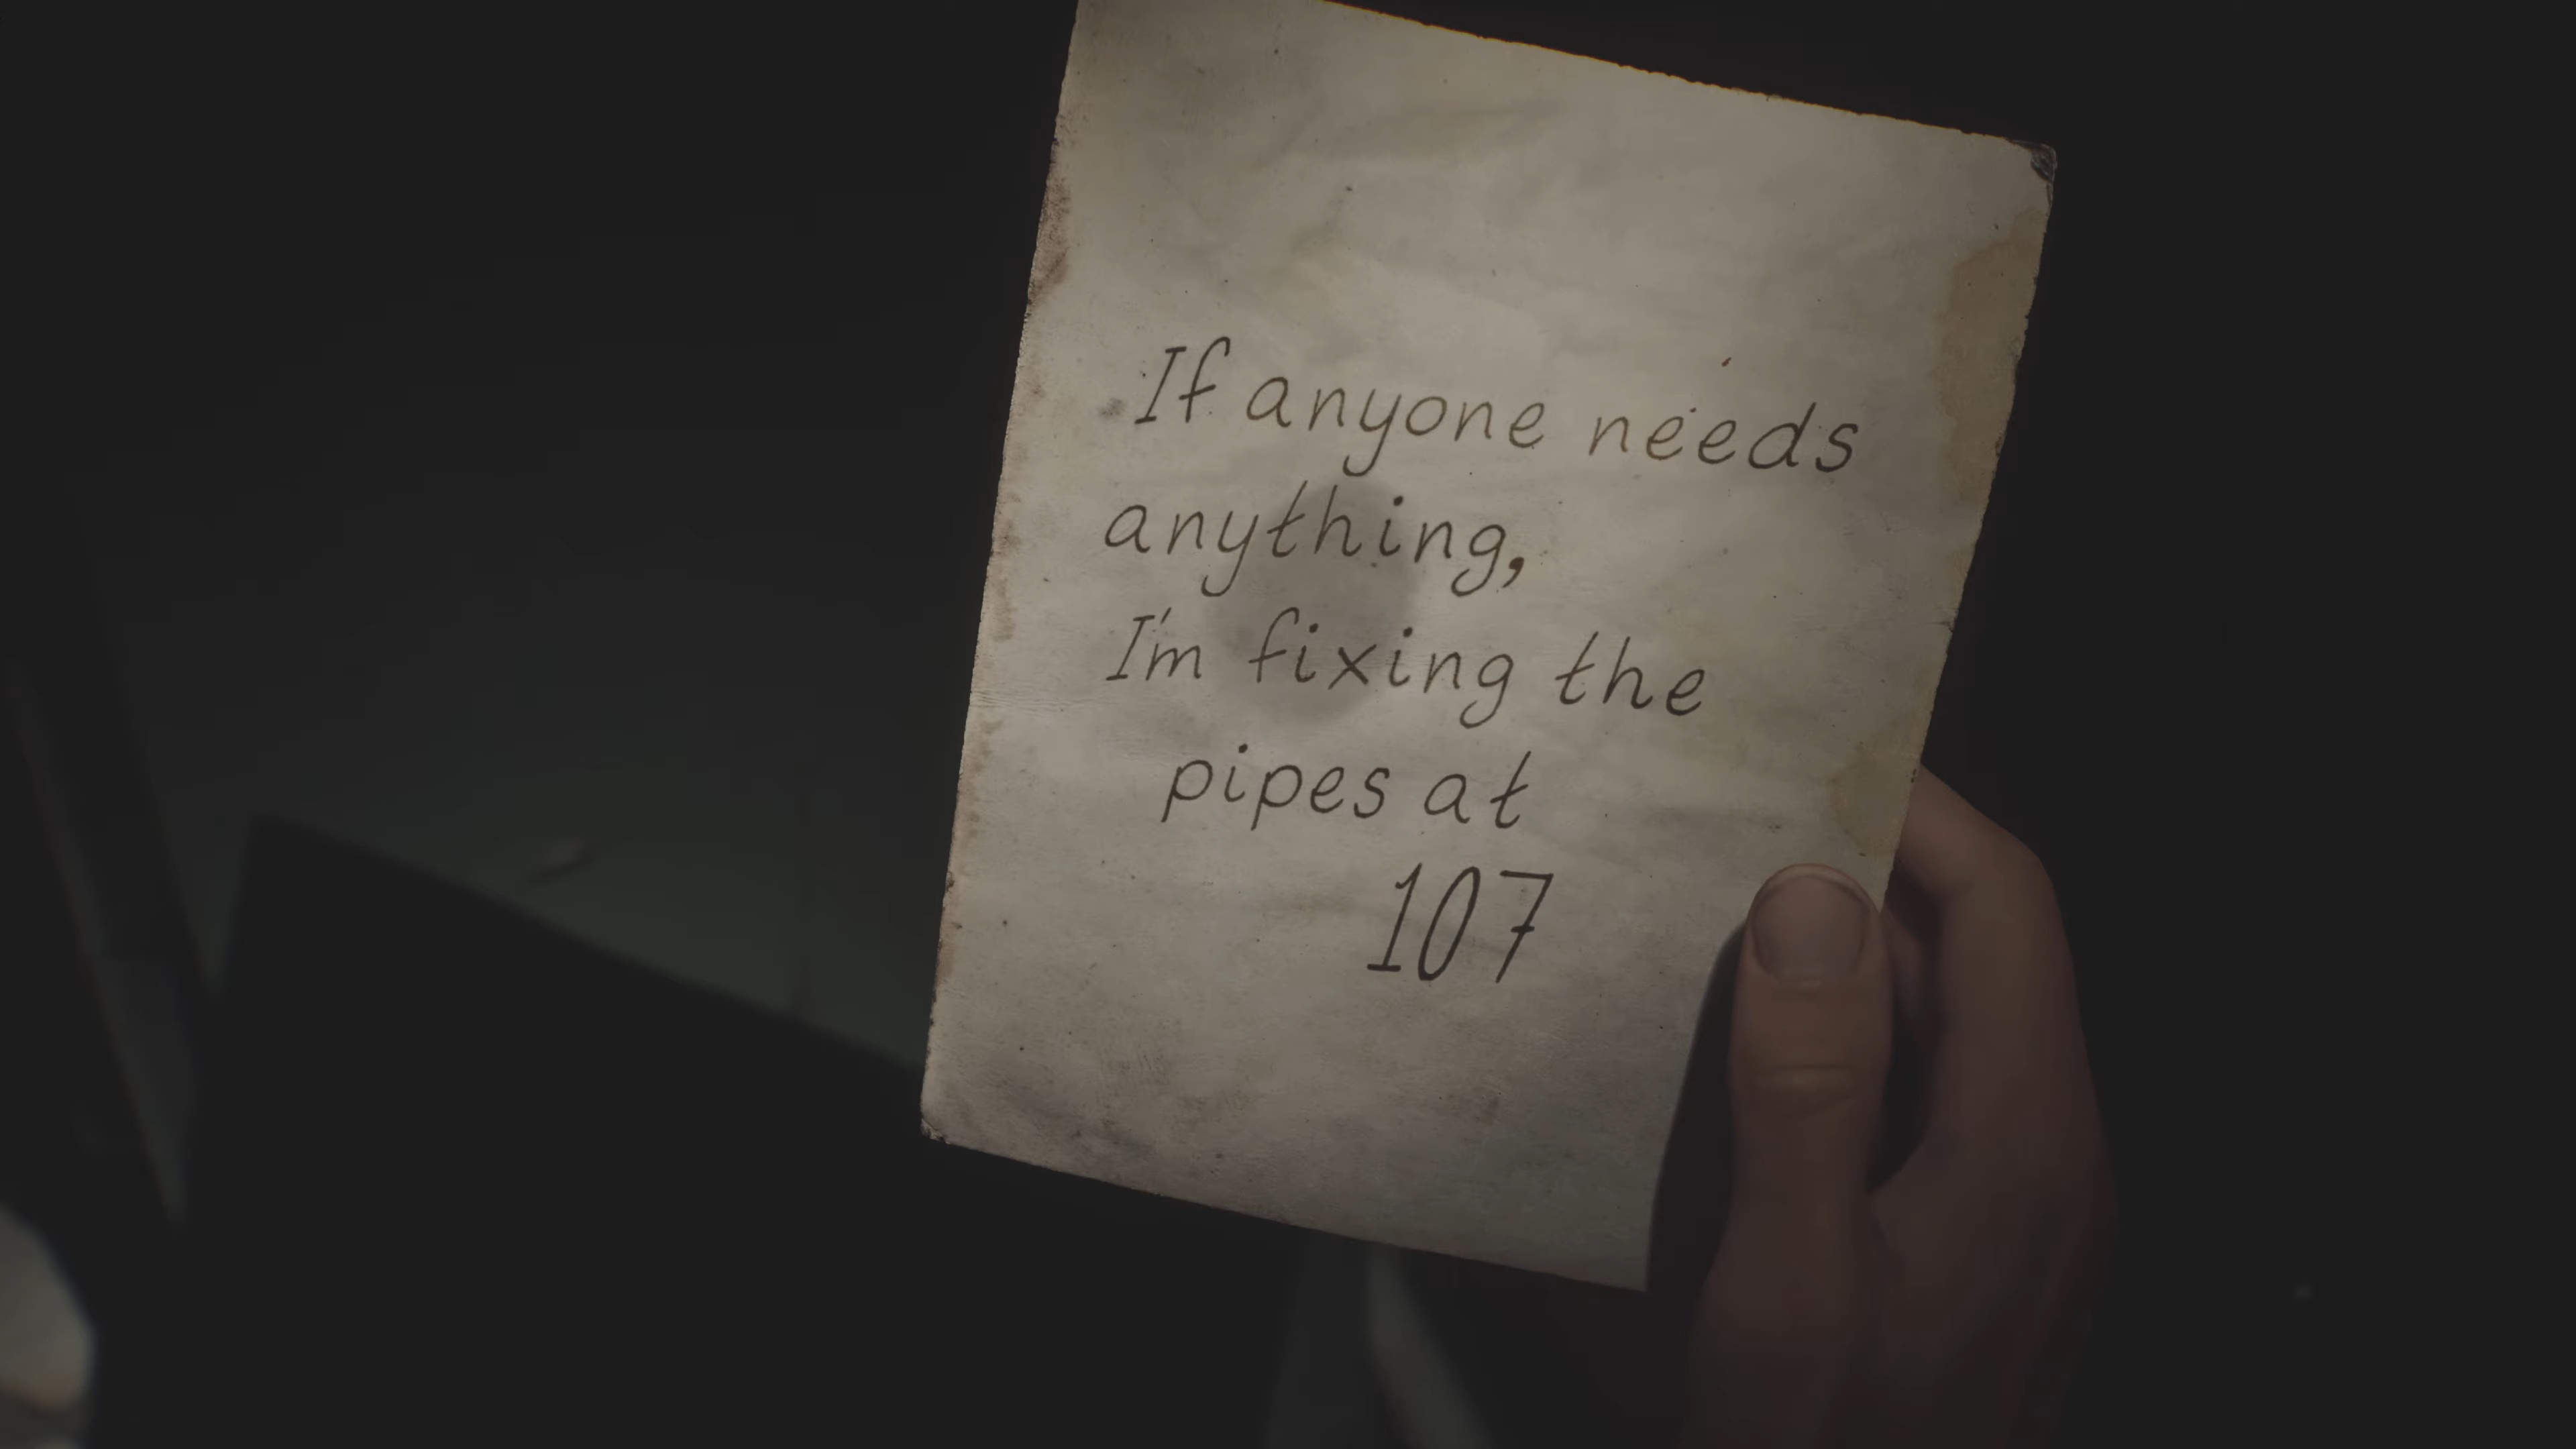 If anyone needs
anything,
I'm fixing the
pipes at
107